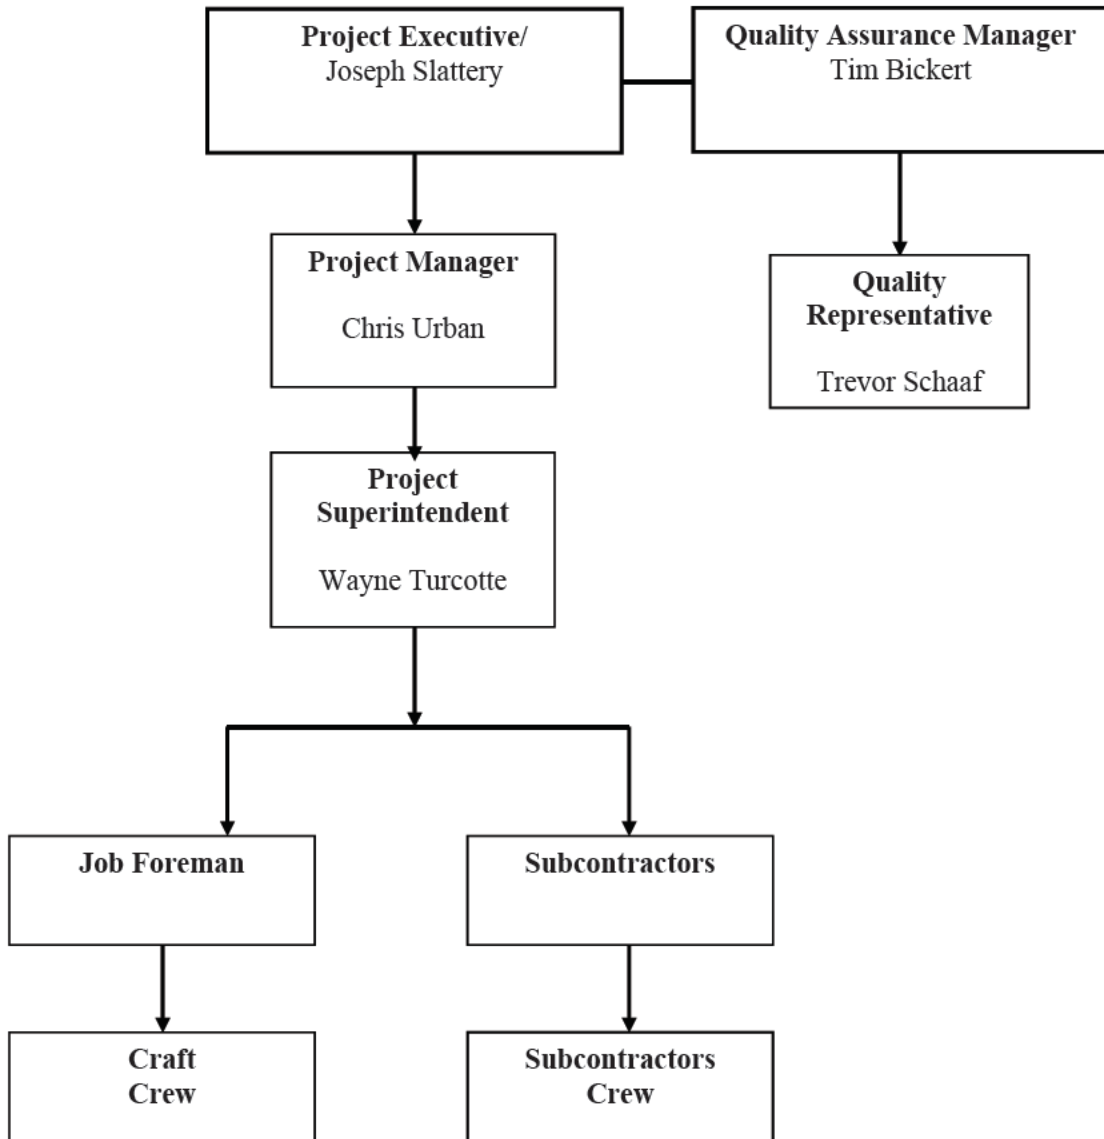 Project Executive/
Joseph Slattery
Quality Assurance Manager
Tim Bickert
Project Manager
Chris Urban
Quality
Representative
Trevor Schaaf
Project
Superintendent
Wayne Turcotte
Job Foreman
Subcontractors
Craft
Crew
Subcontractors
Crew